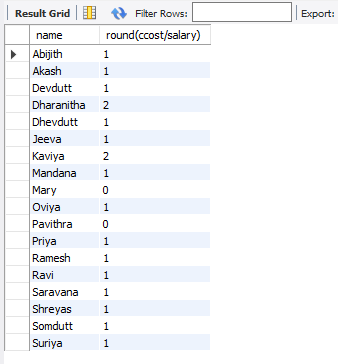 Result Grid Filter Rows: Export:
name round(ccost/salary)
Abijith 1
Akash 1
Devdutt 1
Dharanitha 2
Dhevdutt 1
Jeeva 1
Kaviya 2
Mandana 1
Mary 0
Oviya 1
Pavithra 0
Priya 1
Ramesh 1
Ravi 1
Saravana 1
Shreyas 1
Somdutt 1
Suriya 1